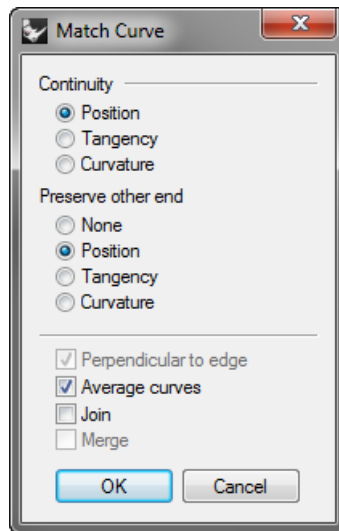 Match Curve
Continuity
Position
Tangency
Curvature
Preserve other end
None
Position
Tangency
Curvature
Perpendicular to edge
Average curves
Join
Merge
OK Cancel